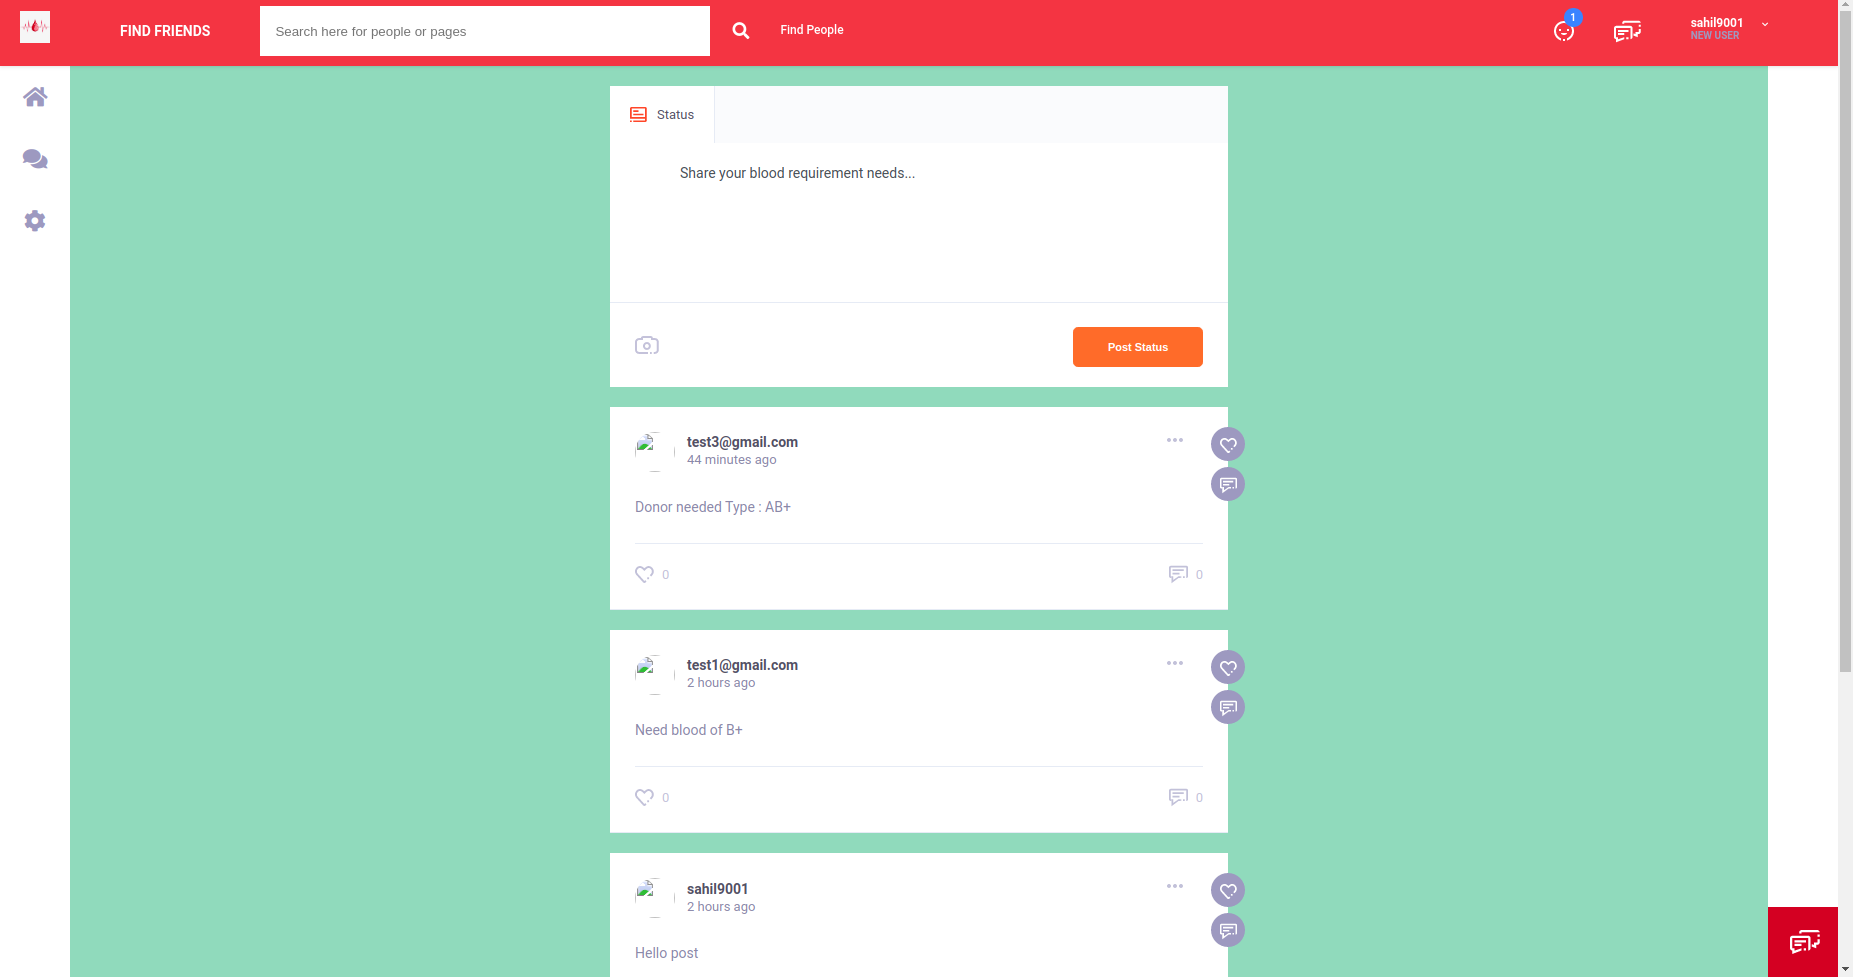 FIND FRIENDS
Search here for people or pages
Find People
1
sahil9001
NEW USER
Status
Share your blood requirement needs...
Post Status
test3@gmail.com
44 minutes ago
Donor needed Type : AB+
0
0
test1@gmail.com
2 hours ago
Need blood of B+
0
0
sahil9001
2 hours ago
Hello post